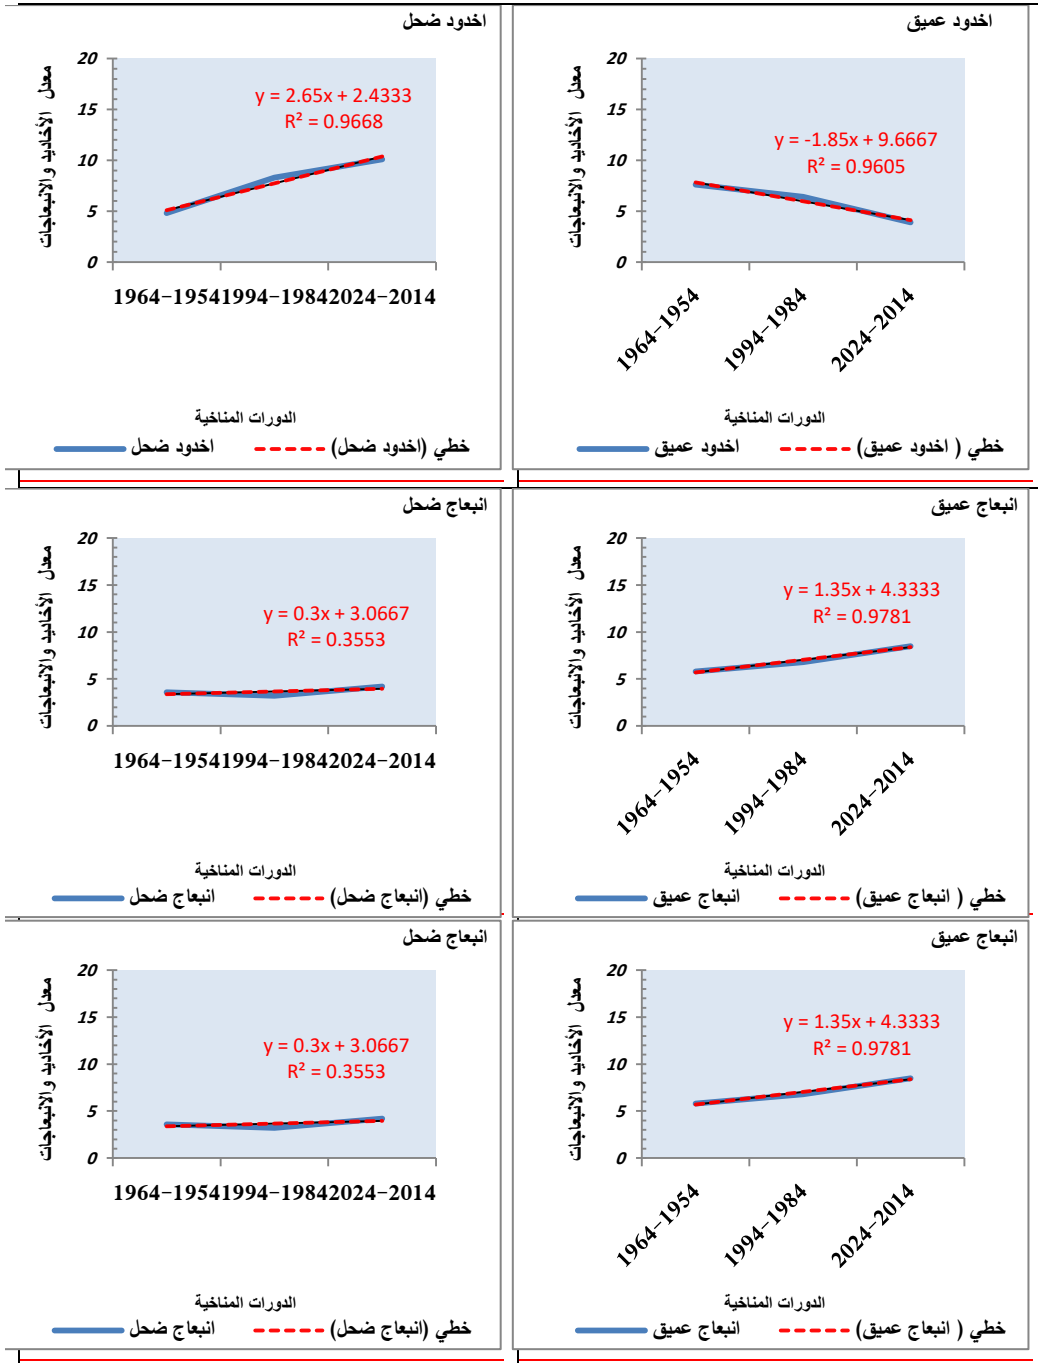 اخدود ضحل
معدل الأخاديد والانبعاجات
20
15
10
5
0
y = 2.65x + 2.4333
R² = 0.9668
1964-1954 1994-1984 2024-2014
الدورات المناخية
اخدود ضحل
خطي (اخدود ضحل)
اخدود عميق
معدل الأخاديد والانبعاجات
20
15
10
5
0
y = -1.85x + 9.6667
R² = 0.9605
1964-1954
1994-1984
2024-2014
الدورات المناخية
اخدود عميق
خطي ( اخدود عميق)
انبعاج ضحل
معدل الأخاديد والانبعاجات
20
15
10
5
0
y = 0.3x + 3.0667
R² = 0.3553
1964-1954 1994-1984 2024-2014
الدورات المناخية
انبعاج ضحل
خطي (انبعاج ضحل)
انبعاج عميق
معدل الأخاديد والانبعاجات
20
15
10
5
0
y = 1.35x + 4.3333
R² = 0.9781
1964-1954
1994-1984
2024-2014
الدورات المناخية
انبعاج عميق
خطي ( انبعاج عميق)
انبعاج ضحل
معدل الأخاديد والانبعاجات
20
15
10
5
0
y = 0.3x + 3.0667
R² = 0.3553
1964-1954 1994-1984 2024-2014
الدورات المناخية
انبعاج ضحل
خطي (انبعاج ضحل)
انبعاج عميق
معدل الأخاديد والانبعاجات
20
15
10
5
0
y = 1.35x + 4.3333
R² = 0.9781
1964-1954
1994-1984
2024-2014
الدورات المناخية
انبعاج عميق
خطي ( انبعاج عميق)